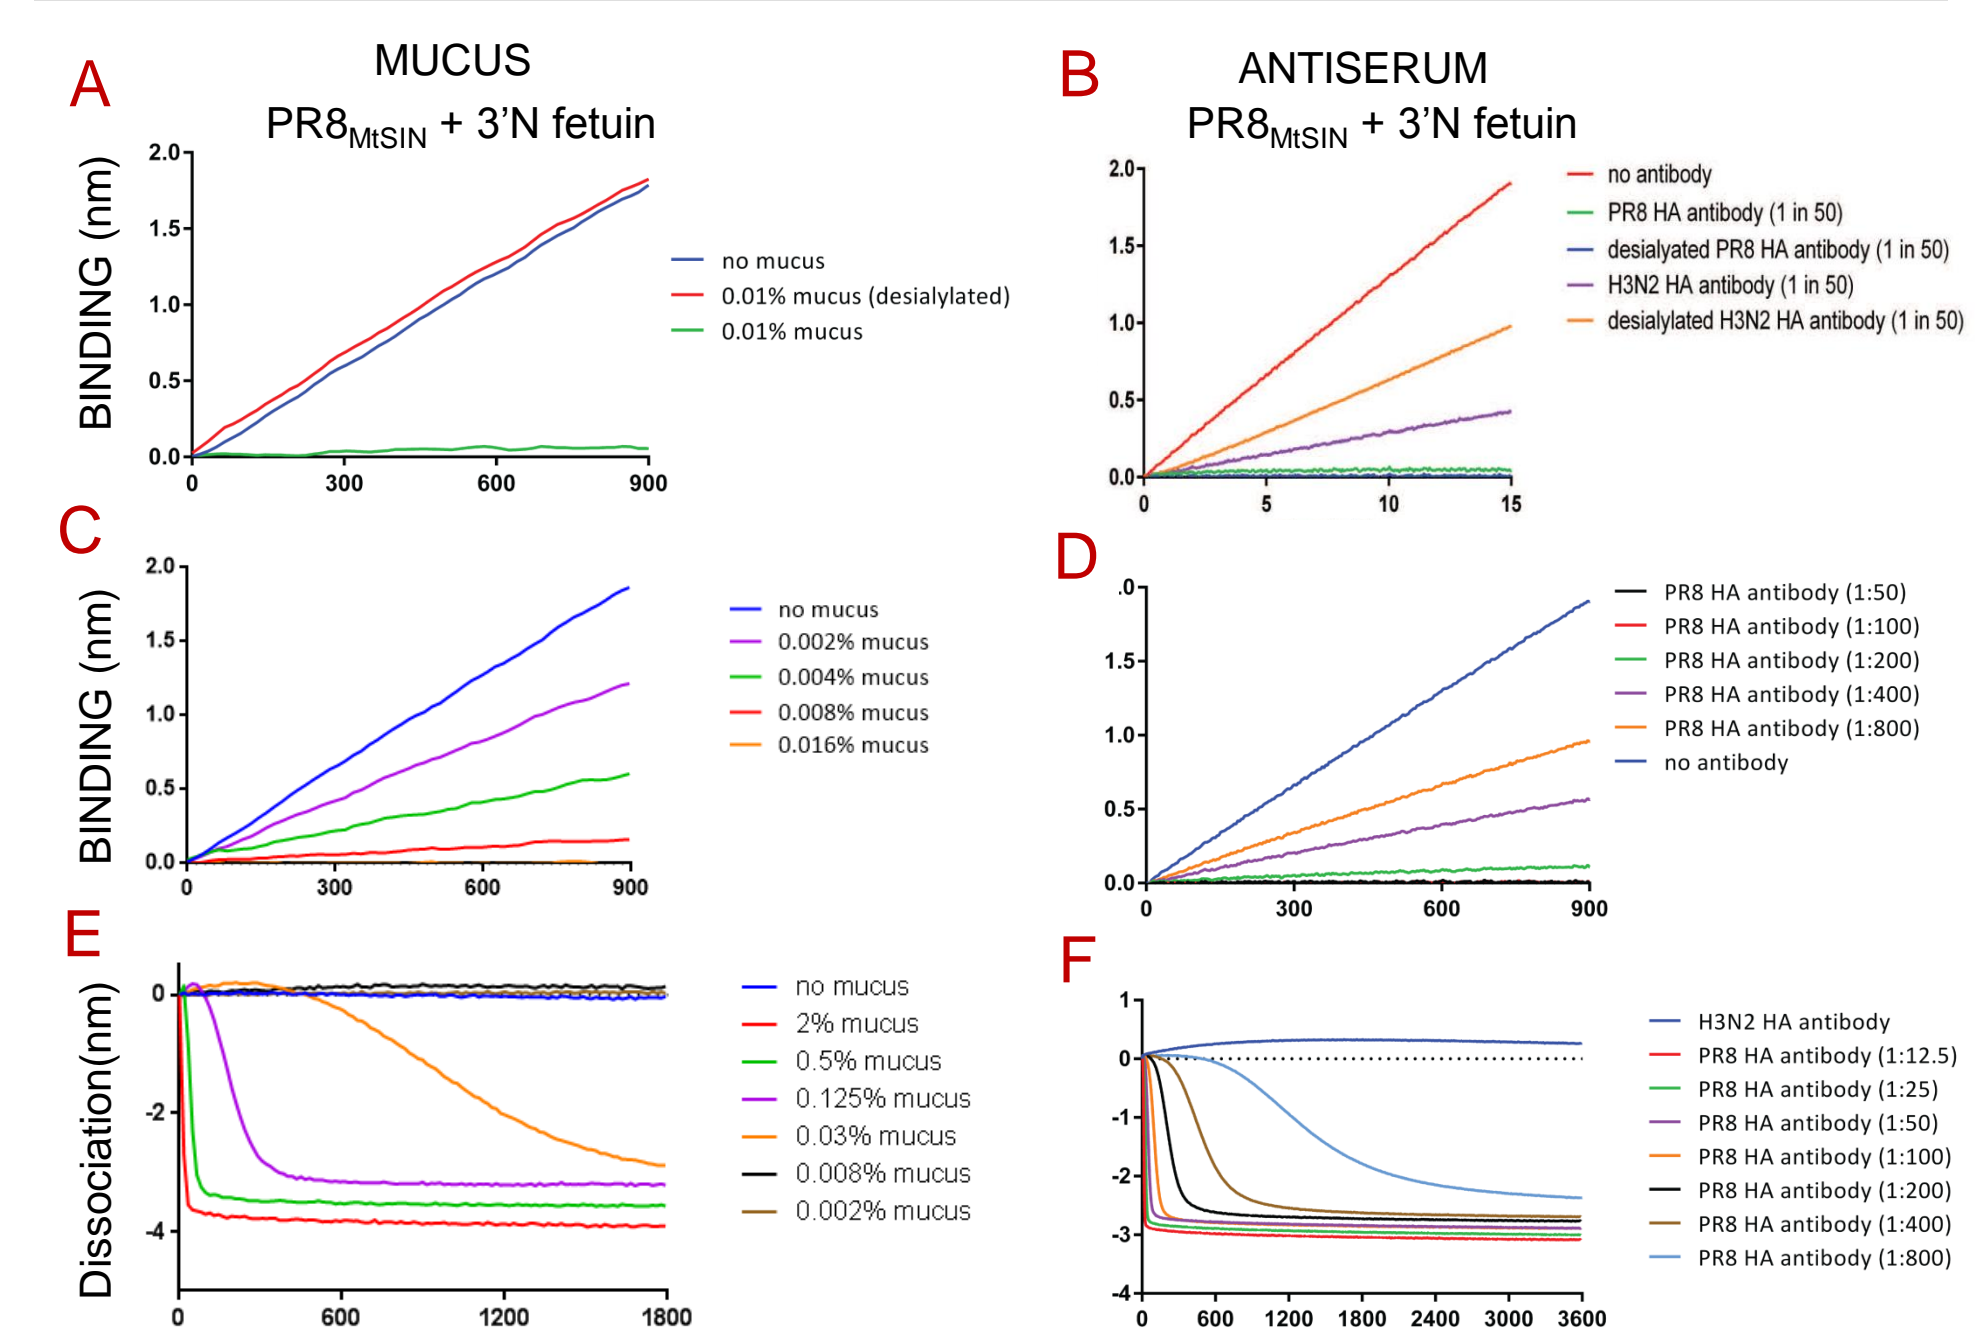 A
MUCUS
PR8MtSIN + 3’N fetuin
BINDING (nm)
2.0
1.5
1.0
0.5
0.0
0 300 600 900
no mucus
0.01% mucus (desialylated)
0.01% mucus
B
ANTISERUM
PR8MtSIN + 3’N fetuin
2.0
1.5
1.0
0.5
0.0
0 5 10 15
no antibody
PR8 HA antibody (1 in 50)
desialyated PR8 HA antibody (1 in 50)
H3N2 HA antibody (1 in 50)
desialylated H3N2 HA antibody (1 in 50)
C
BINDING (nm)
2.0
1.5
1.0
0.5
0.0
0 300 600 900
no mucus
0.002% mucus
0.004% mucus
0.008% mucus
0.016% mucus
D
.0
1.5
1.0
0.5
0.0
0 300 600 900
PR8 HA antibody (1:50)
PR8 HA antibody (1:100)
PR8 HA antibody (1:200)
PR8 HA antibody (1:400)
PR8 HA antibody (1:800)
no antibody
E
Dissociation(nm)
0
-2
-4
0 600 1200 1800
no mucus
2% mucus
0.5% mucus
0.125% mucus
0.03% mucus
0.008% mucus
0.002% mucus
F
1
0
-1
-2
-3
-4
0 600 1200 1800 2400 3000 3600
H3N2 HA antibody
PR8 HA antibody (1:12.5)
PR8 HA antibody (1:25)
PR8 HA antibody (1:50)
PR8 HA antibody (1:100)
PR8 HA antibody (1:200)
PR8 HA antibody (1:400)
PR8 HA antibody (1:800)